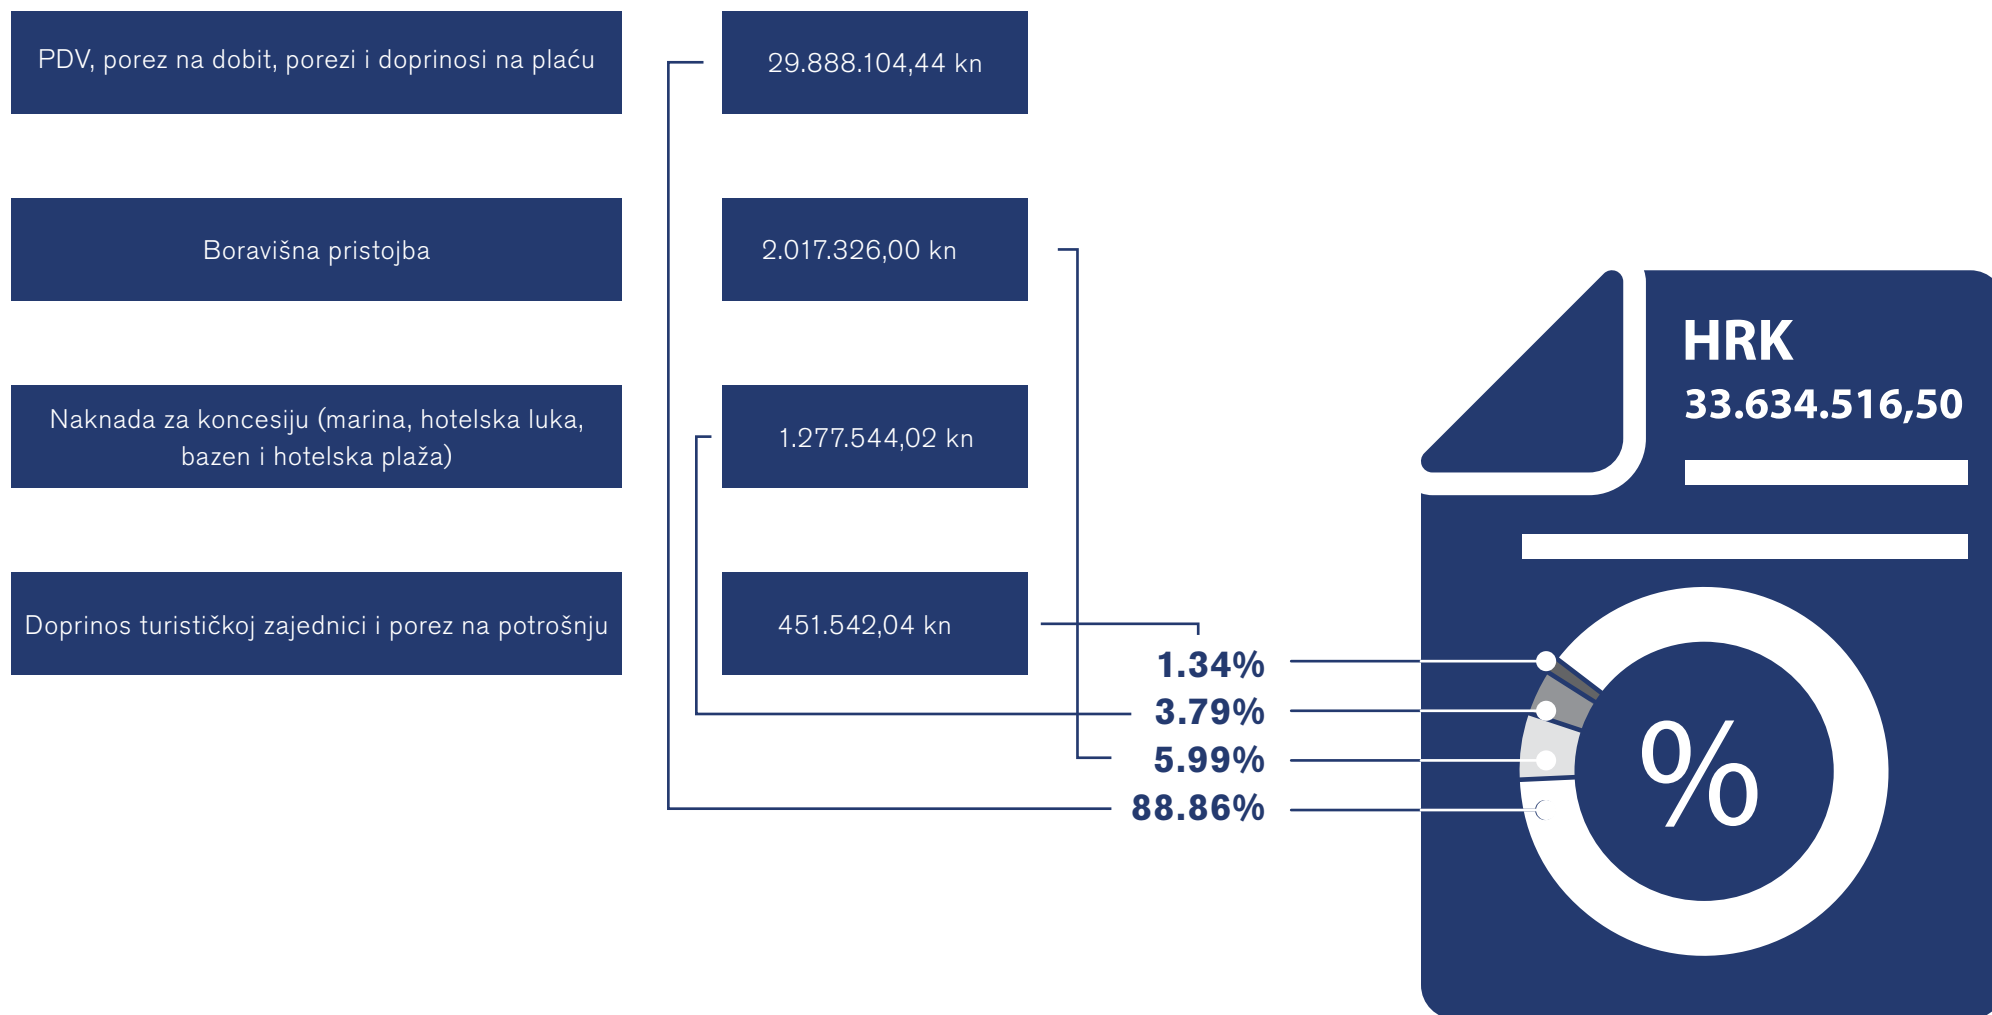 PDV, porez na dobit, porezi i doprinosi na plaću
29.888.104,44 kn
Boravišna pristojba
2.017.326,00 kn
Naknada za koncesiju (marina, hotelska luka,
bazen i hotelska plaža)
1.277.544,02 kn
Doprinos turističkoj zajednici i porez na potrošnju
451.542,04 kn
1.34%
3.79%
5.99%
88.86%
HRK
33.634.516,50
%